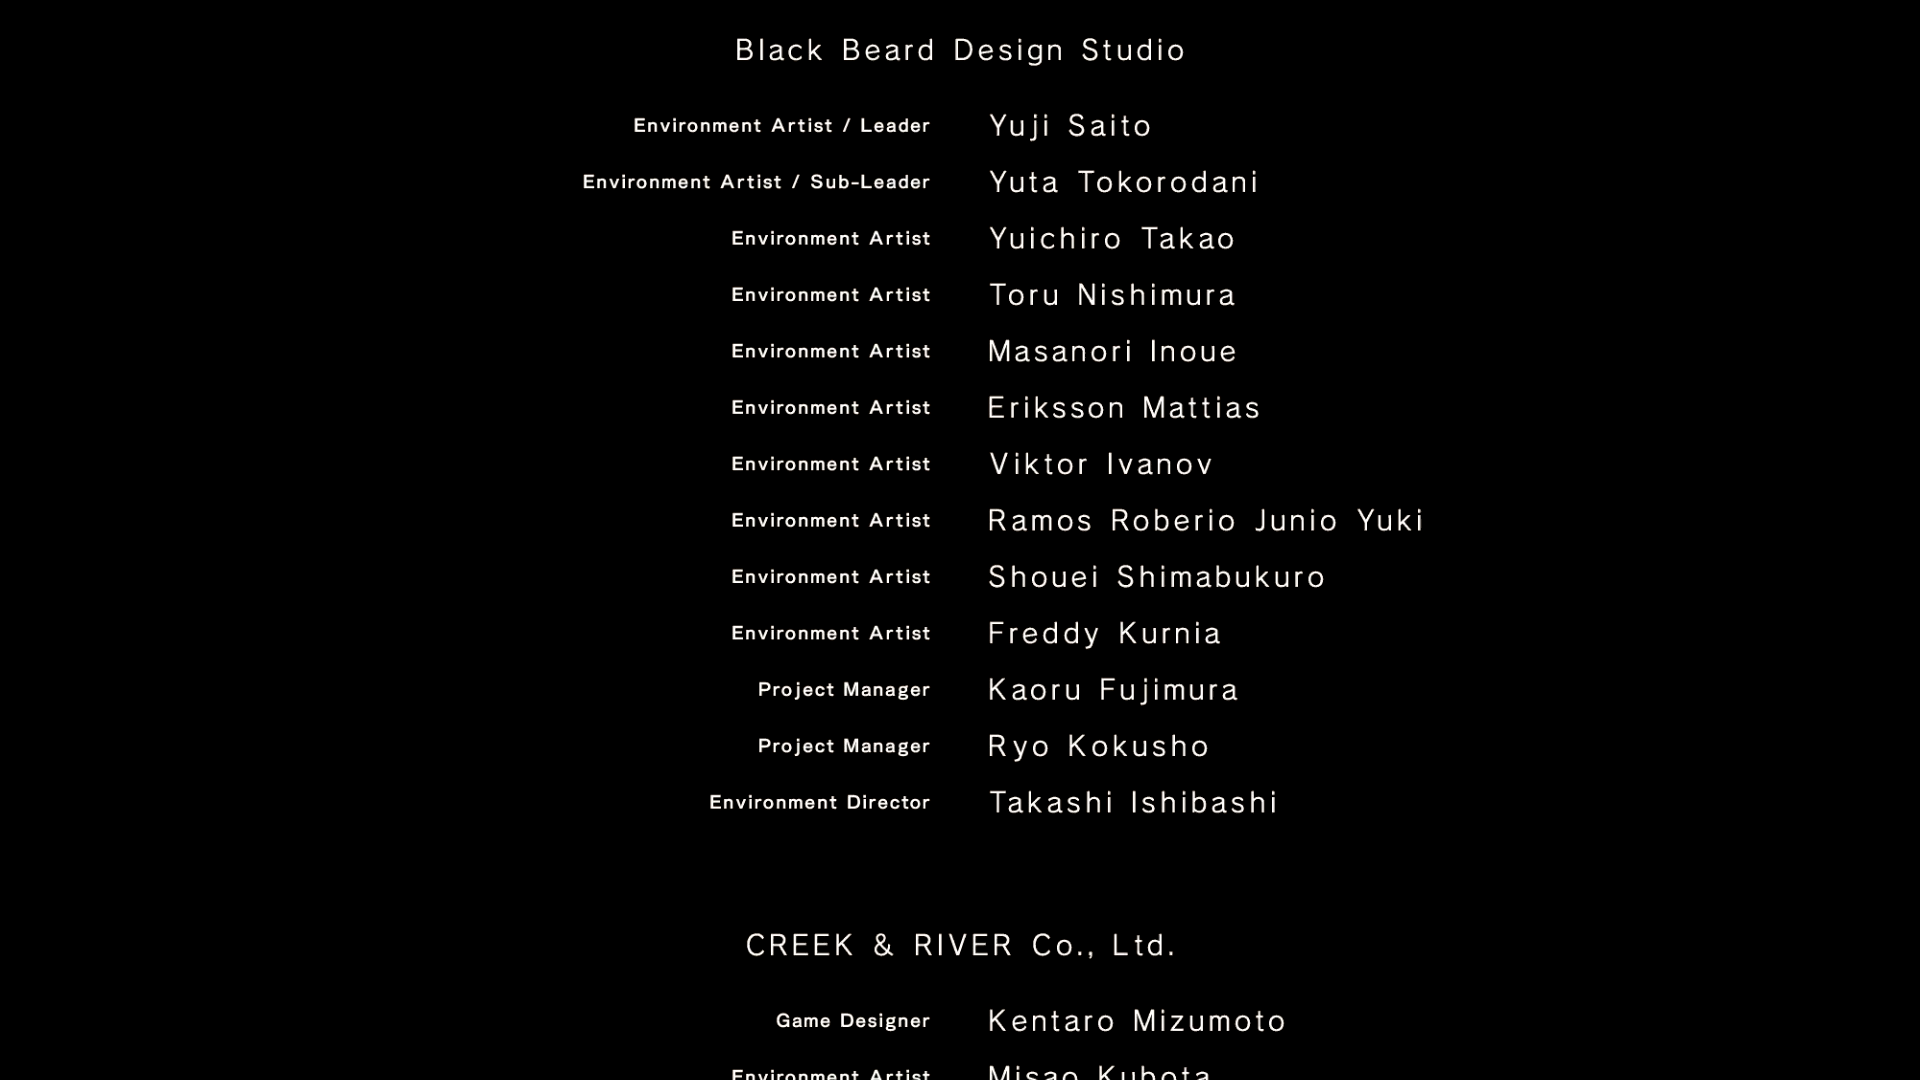 Black Beard Design Studio
Environment Artist / Leader Yuji Saito
Environment Artist / Sub-Leader Yuta Tokorodani
Environment Artist Yuichiro Takao
Environment Artist Toru Nishimura
Environment Artist Masanori Inoue
Environment Artist Eriksson Mattias
Environment Artist Viktor Ivanov
Environment Artist Ramos Roberio Junio Yuki
Environment Artist Shouei Shimabukuro
Environment Artist Freddy Kurnia
Project Manager Kaoru Fujimura
Project Manager Ryo Kokusho
Environment Director Takashi Ishibashi
CREEK & RIVER Co., Ltd.
Game Designer Kentaro Mizumoto
Environment Artist Misao Kubota